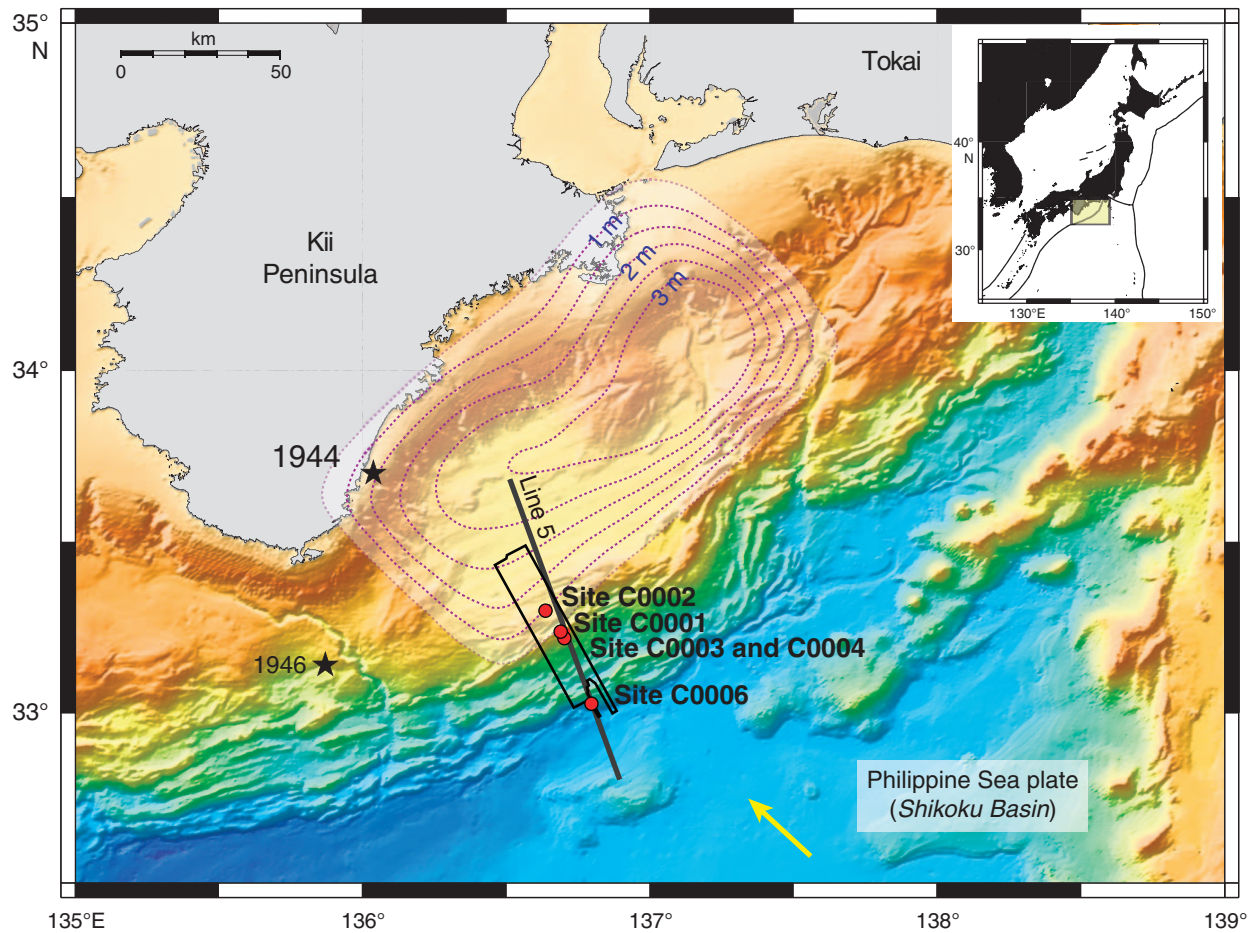 35°
N
km
0
50
Tokai
40°
N
30°
130°E
140°
150°
Kii
Peninsula
1 m
2 m
3 m
34°
1944
Line 5
Site C0002
Site C0001
Site C0003 and C0004
1946
Site C0006
33°
Philippine Sea plate
(Shikoku Basin)
135°E
136°
137°
138°
139°